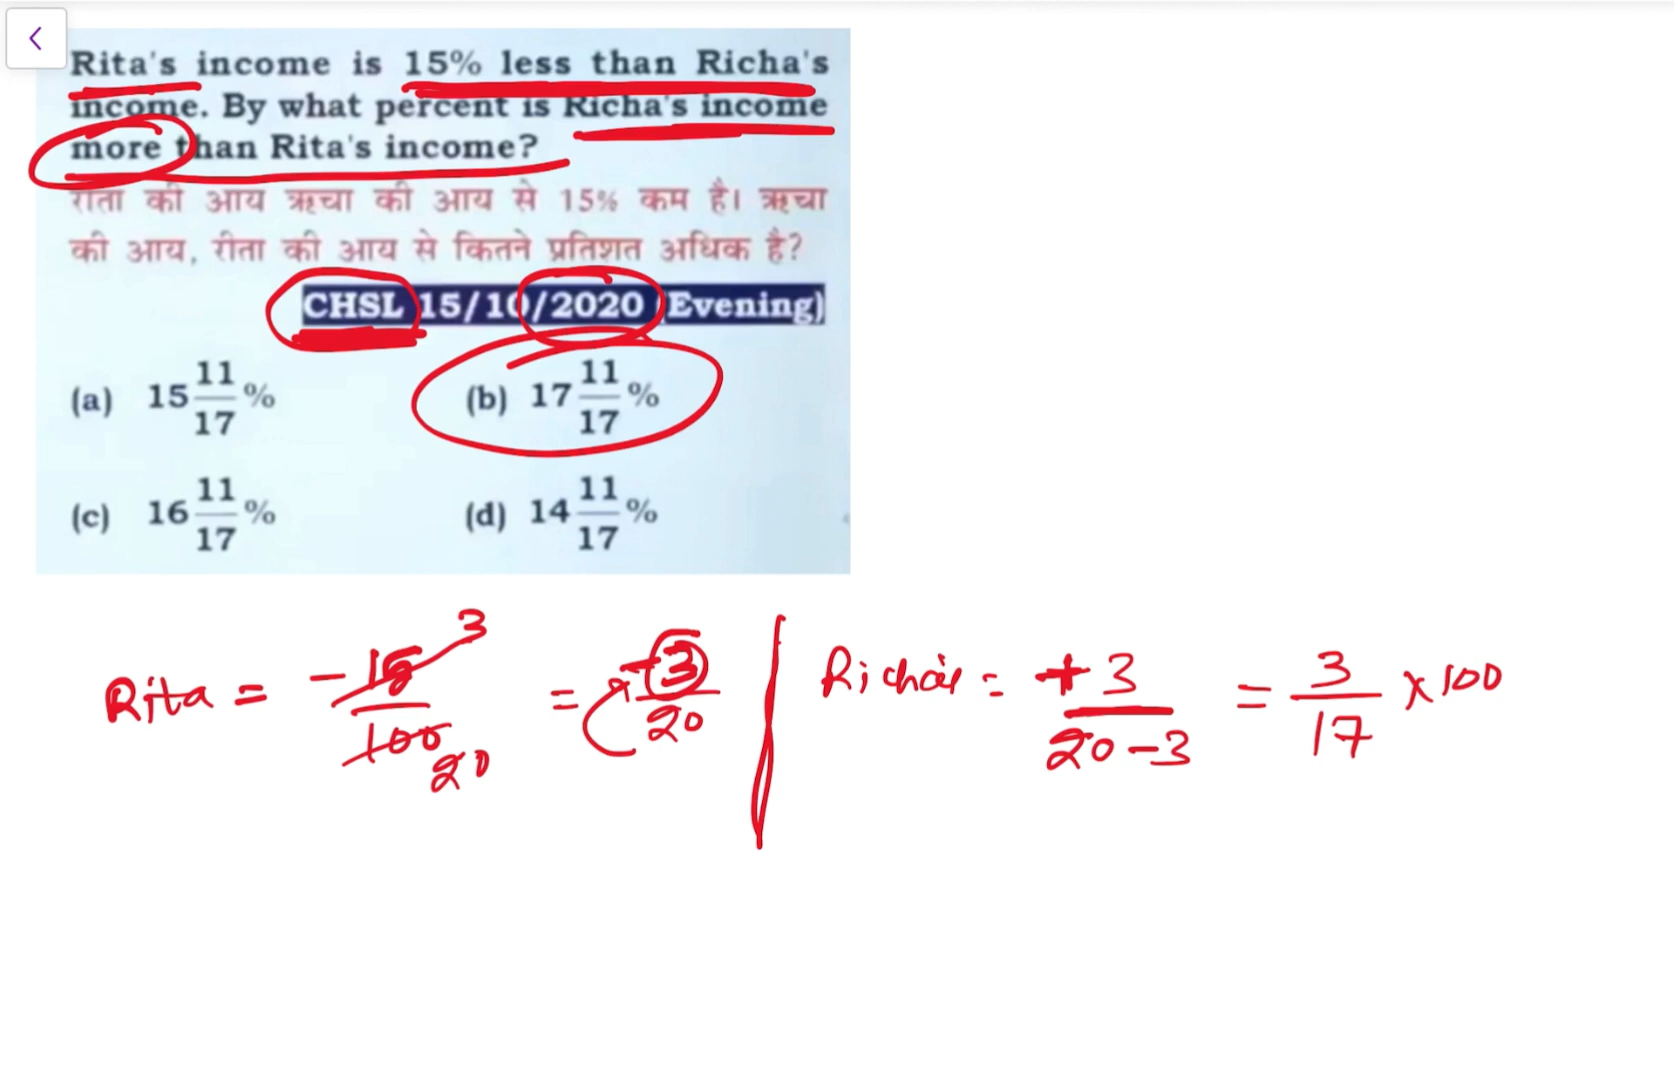 Rita's income is 15% less than Richa's
income. By what percent is Richa's income
more than Rita's income?
रीता की आय ऋचा की आय से 15% कम है। ऋचा
की आय, रीता की आय से कितने प्रतिशत अधिक है?
CHSL 15/10/2020 (Evening)
(a) 15 11/17 %
(b) 17 11/17 %
(c) 16 11/17 %
(d) 14 11/17 %
Rita = -15/100 3 20 = -3/20
= +3/20-3 = 3/17 x 100